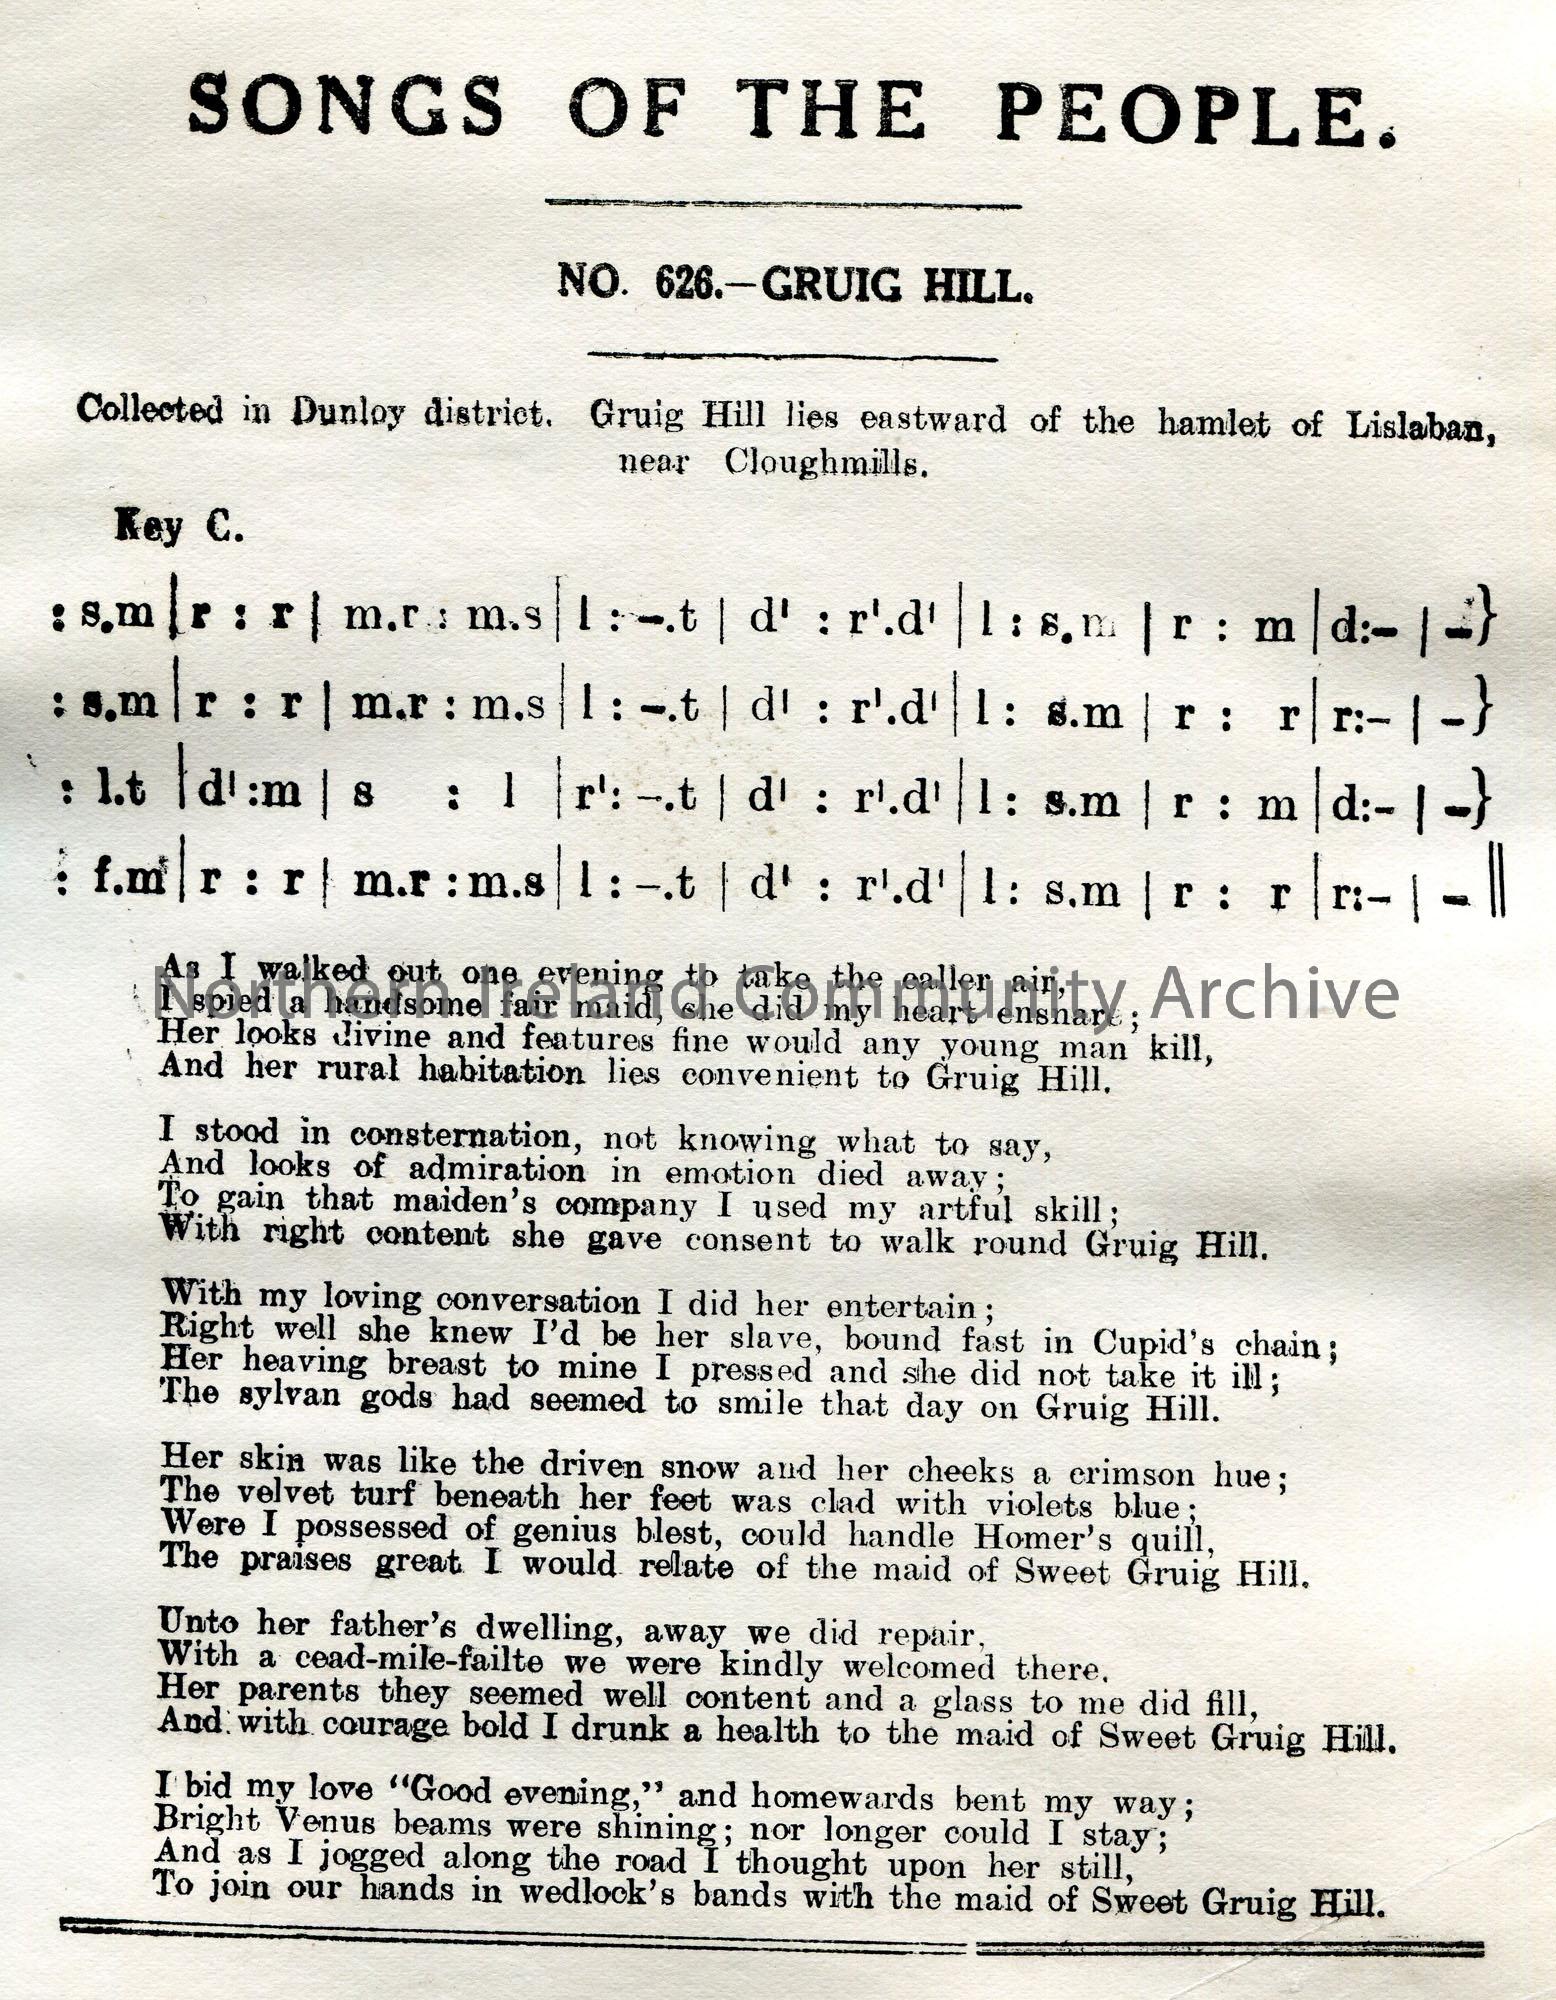 SONGS OF THE PEOPLE.
NO. 626.—GRUIG HILL.
Collected in Dunloy district. Gruig Hill lies eastward of the hamlet of Lislaban,
near Cloughmills.
Key C.
: s.m | r : r | m.r : m.s | l : –.t | d' : r'.d' | l : s.m | r : m | d:– | – }
: s.m | r : r | m.r : m.s | l : –.t | d' : r'.d' | l : s.m | r : r | r:– | – }
: l.t | d' :m | s : l | r' : –.t | d' : r'.d' | l : s.m | r : m | d:– | – }
: f.m | r : r | m.r : m.s | l : –.t | d' : r'.d' | l : s.m | r : r | r:– | – ||
As I walked out one evening to take the caller air,
Northern Ireland Community Archive
I spied a handsome fair maid, she did my heart enshare;
Her looks divine and features fine would any young man kill,
And her rural habitation lies convenient to Gruig Hill.
I stood in consternation, not knowing what to say,
And looks of admiration in emotion died away;
To gain that maiden's company I used my artful skill;
With right content she gave consent to walk round Gruig Hill.
With my loving conversation I did her entertain;
Right well she knew I'd be her slave, bound fast in Cupid's chain;
Her heaving breast to mine I pressed and she did not take it ill;
The sylvan gods had seemed to smile that day on Gruig Hill.
Her skin was like the driven snow and her cheeks a crimson hue;
The velvet turf beneath her feet was clad with violets blue;
Were I possessed of genius blest, could handle Homer's quill,
The praises great I would relate of the maid of Sweet Gruig Hill.
Unto her father's dwelling, away we did repair,
With a cead-mile-failte we were kindly welcomed there.
Her parents they seemed well content and a glass to me did fill,
And with courage bold I drunk a health to the maid of Sweet Gruig Hill.
I bid my love "Good evening," and homewards bent my way;
Bright Venus beams were shining; nor longer could I stay;
And as I jogged along the road I thought upon her still,
To join our hands in wedlock's bands with the maid of Sweet Gruig Hill.